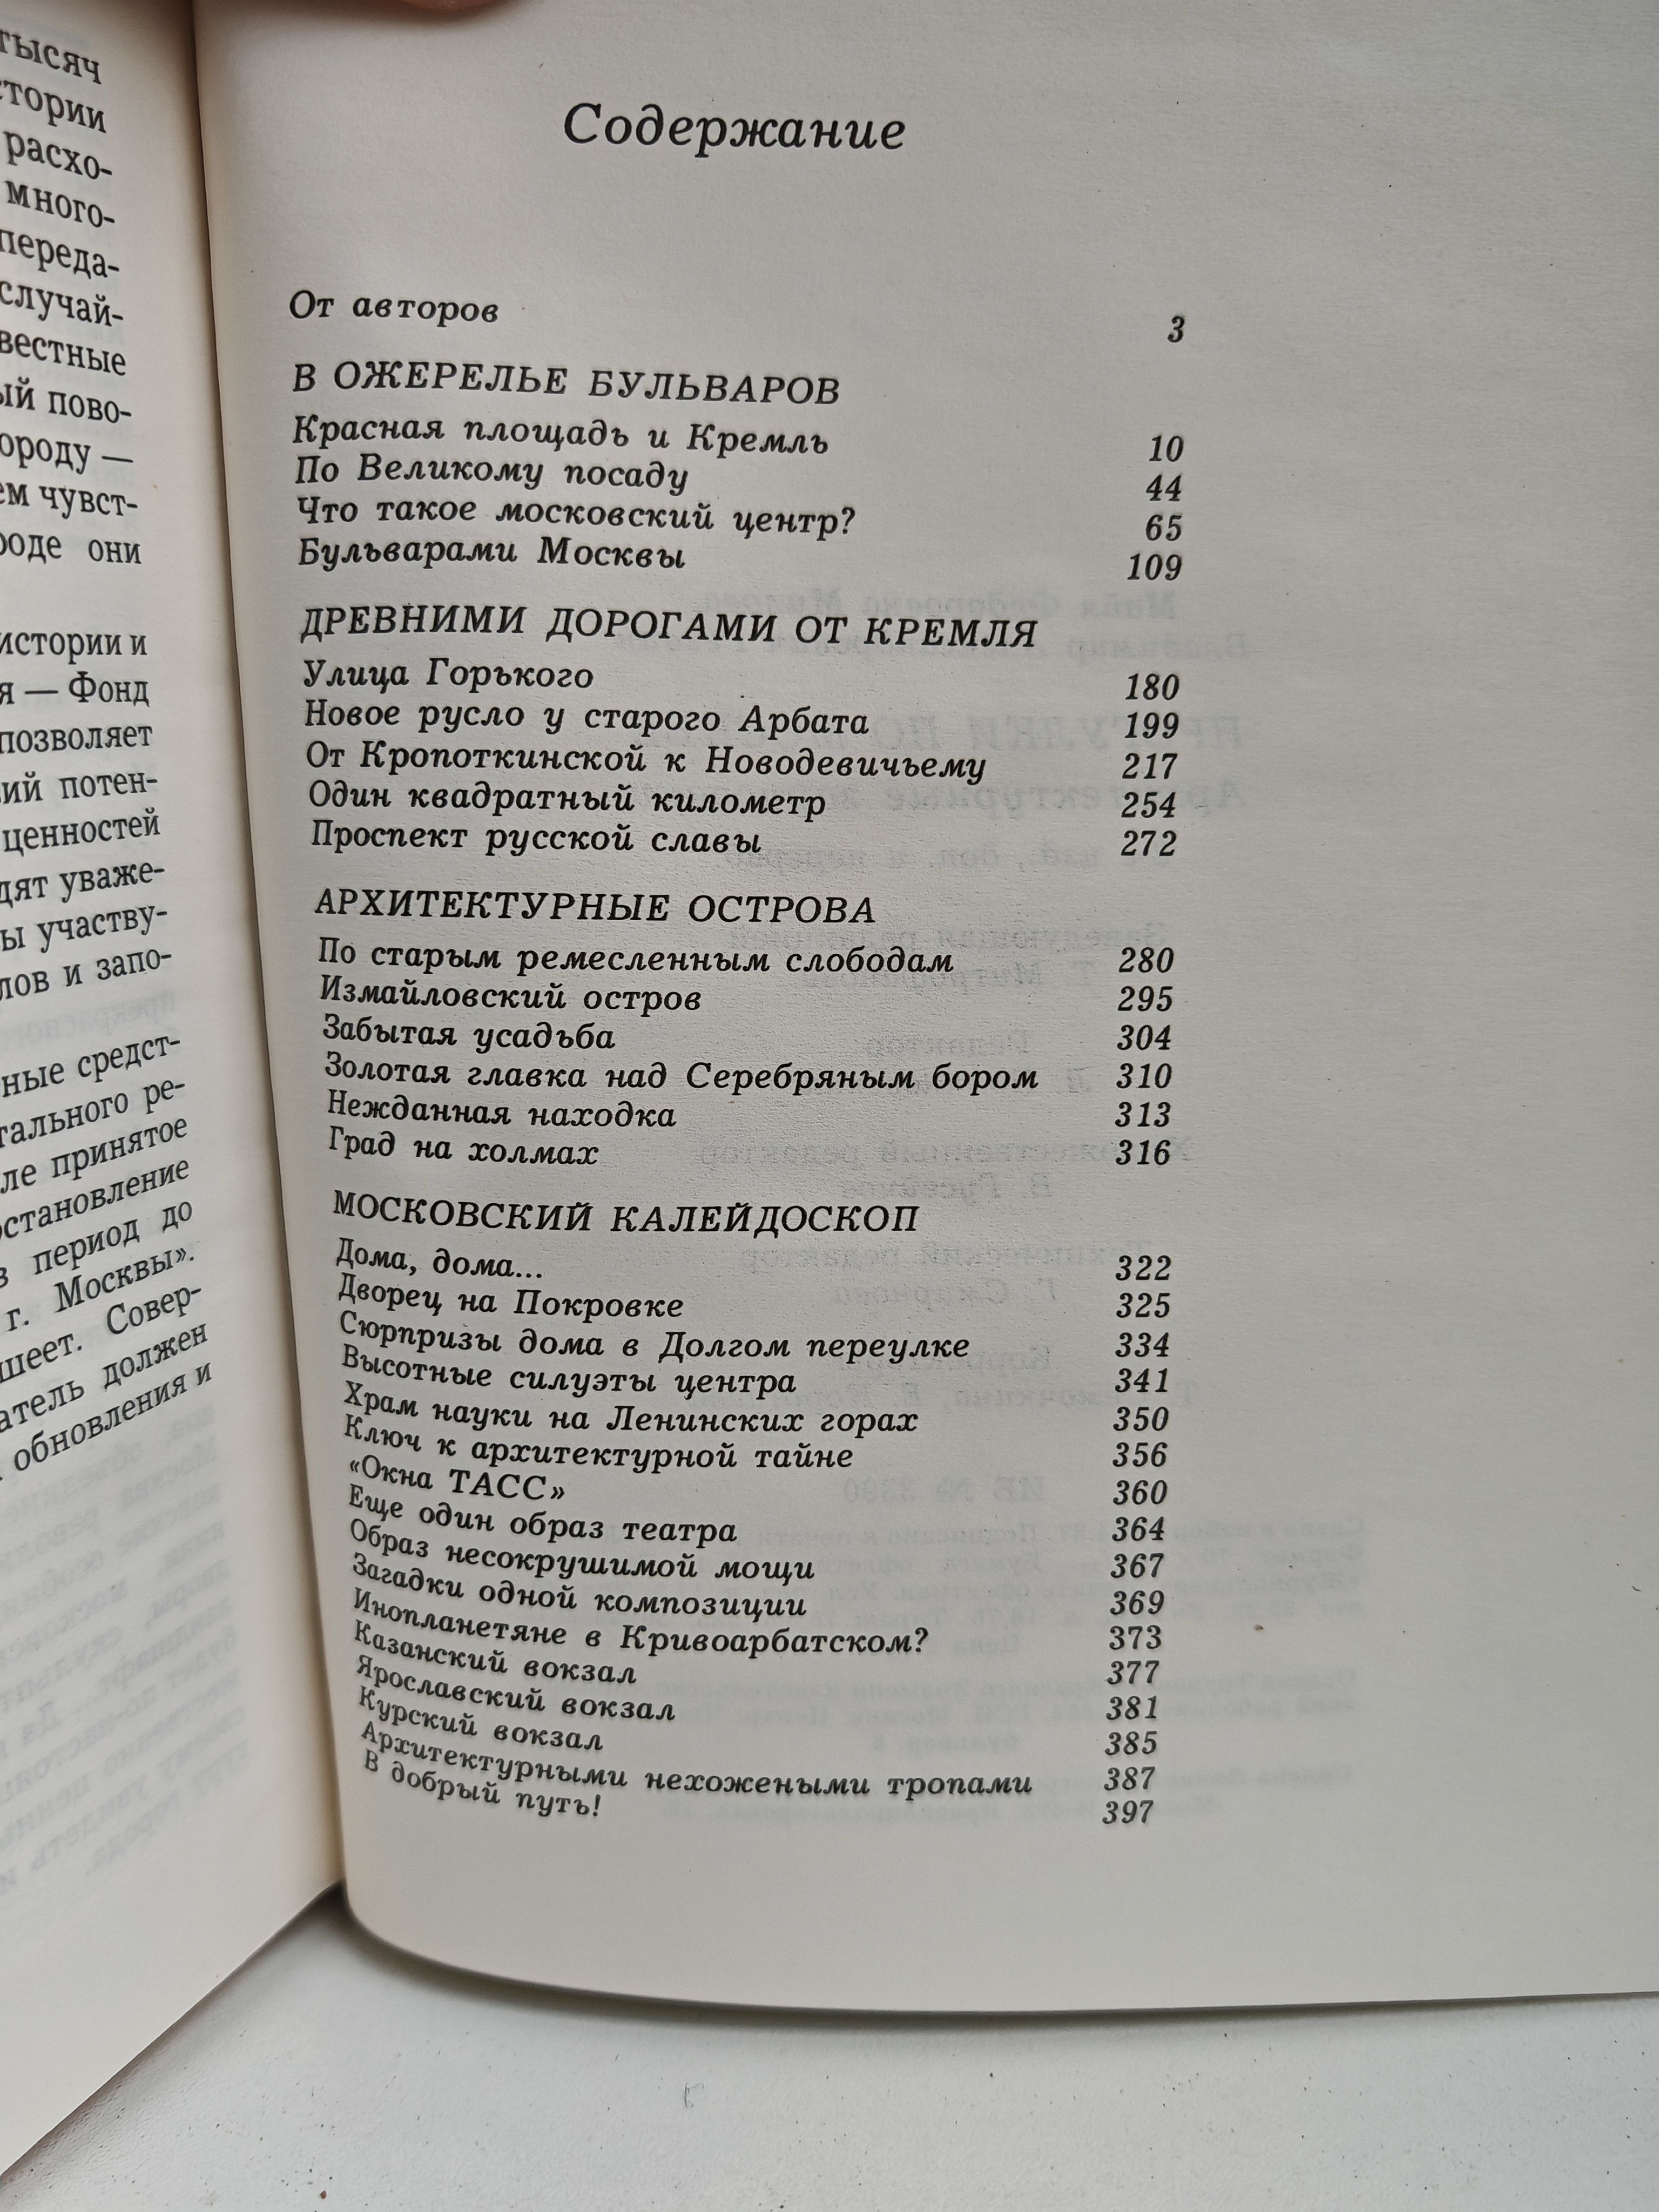 тысяч
стории
расхо-
много-
переда-
случай-
вестные
ый пово-
ороду —
ем чувст-
роде они
истории и
я — Фонд
позволяет
ший потен-
ценностей
дят уваже-
ы участву-
лов и запо-
ные средст-
тального ре-
ле принятое
остановление
в период до
г. Москвы».
шеет. Совер-
атель должен
обновления и
Содержание
От авторов 3
В ОЖЕРЕЛЬЕ БУЛЬВАРОВ
Красная площадь и Кремль 10
По Великому посаду 44
Что такое московский центр? 65
Бульварами Москвы 109
ДРЕВНИМИ ДОРОГАМИ ОТ КРЕМЛЯ
Улица Горького 180
Новое русло у старого Арбата 199
От Кропоткинской к Новодевичьему 217
Один квадратный километр 254
Проспект русской славы 272
АРХИТЕКТУРНЫЕ ОСТРОВА
По старым ремесленным слободам 280
Измайловский остров 295
Забытая усадьба 304
Золотая главка над Серебряным бором 310
Нежданная находка 313
Град на холмах 316
МОСКОВСКИЙ КАЛЕЙДОСКОП
Дома, дома... 322
Дворец на Покровке 325
Сюрпризы дома в Долгом переулке 334
Высотные силуэты центра 341
Храм науки на Ленинских горах 350
Ключ к архитектурной тайне 356
«Окна ТАСС» 360
Еще один образ театра 364
Образ несокрушимой мощи 367
Загадки одной композиции 369
Инопланетяне в Кривоарбатском? 373
Казанский вокзал 377
Ярославский вокзал 381
Курский вокзал 385
Архитектурными нехожеными тропами 387
В добрый путь! 397